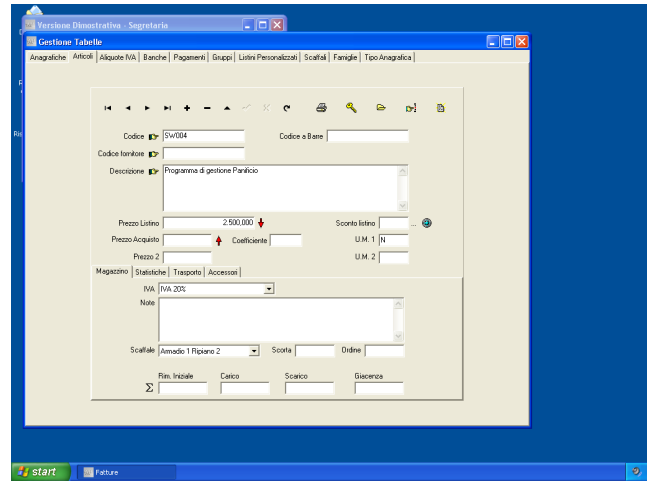 Versione Dimostrativa - Segretaria
Gestione Tabelle
Anagrafiche Articoli Aliquote IVA Banche Pagamenti Gruppi Listini Personalizzati Scaffali Famiglie Tipo Anagrafica
Codice SW004 Codice a Barre
Codice fornitore
Descrizione Programma di gestione Panificio
Prezzo Listino 2.500,000 Sconto listino ...
Prezzo Acquisto Coefficiente U.M. 1 N
Prezzo 2 U.M. 2
Magazzino Statistiche Trasporto Accessori
IVA IVA 20%
Note
Scaffale Armadio 1 Ripiano 2 Scorta Ordine
Rim. Iniziale Carico Scarico Giacenza
Σ
start Fatture